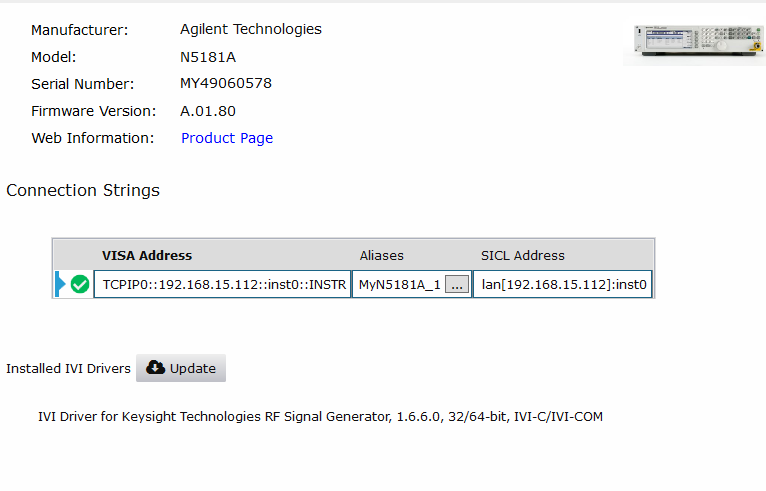 Manufacturer: Agilent Technologies
Model: N5181A
Serial Number: MY49060578
Firmware Version: A.01.80
Web Information: Product Page
Connection Strings
VISA Address Aliases SICL Address
TCPIP0::192.168.15.112::inst0::INSTR MyN5181A_1 ... lan[192.168.15.112]:inst0
Installed IVI Drivers Update
IVI Driver for Keysight Technologies RF Signal Generator, 1.6.6.0, 32/64-bit, IVI-C/IVI-COM